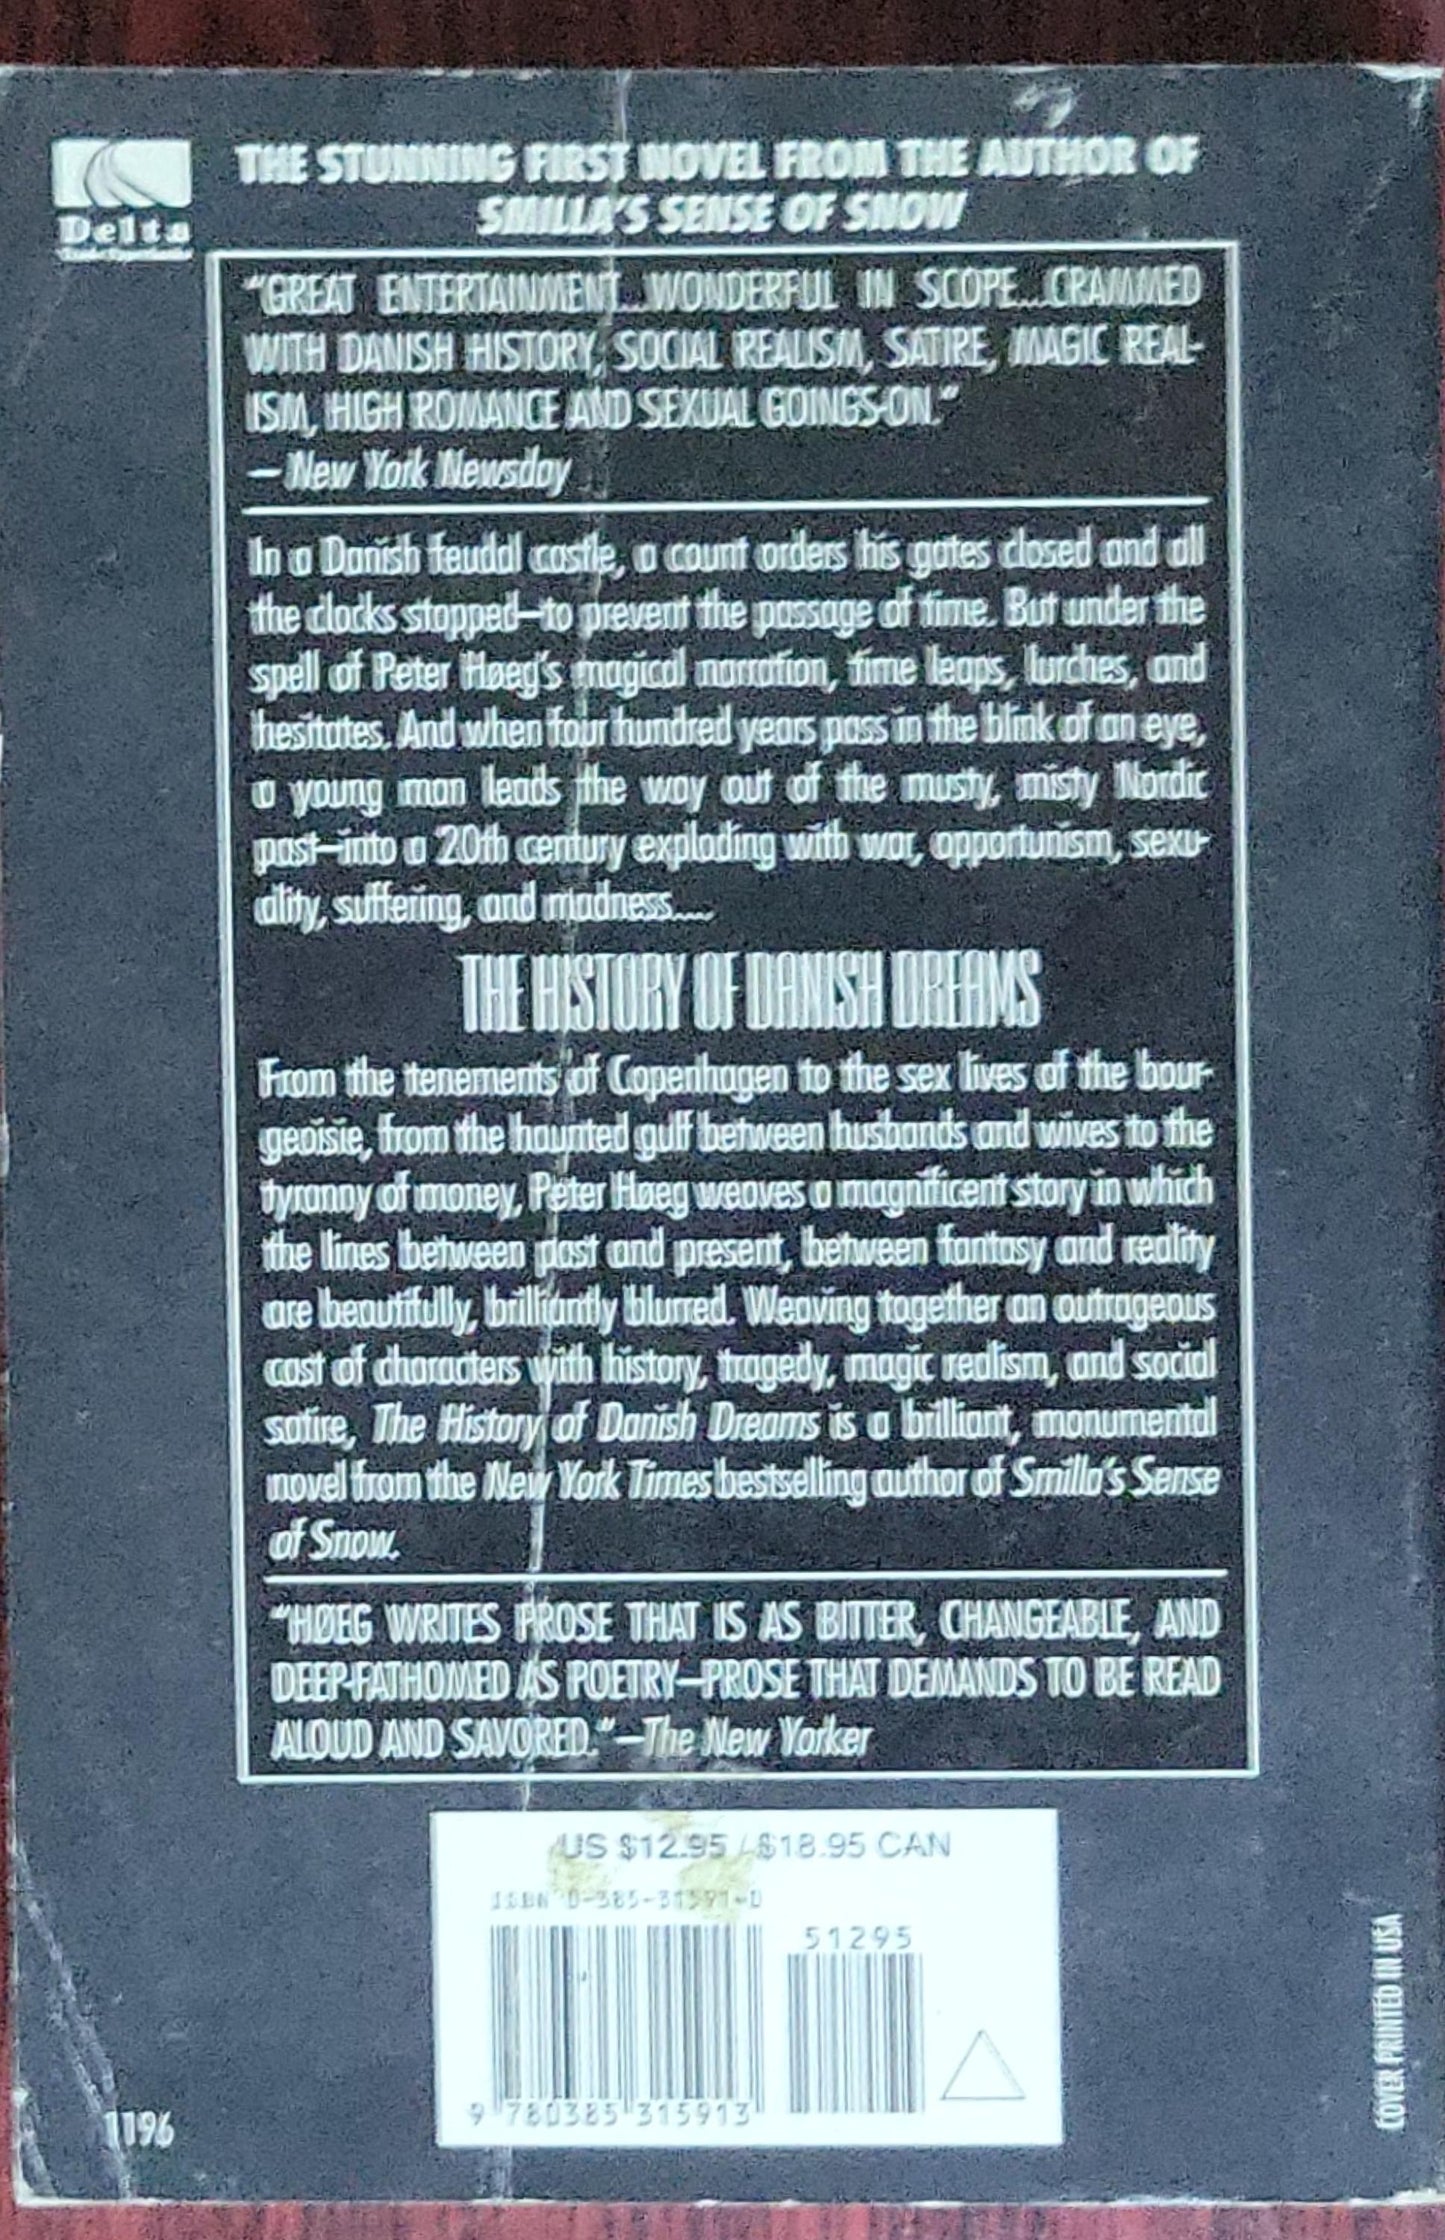 Delta
THE STUNNING FIRST NOVEL FROM THE AUTHOR OF
SMILLA'S SENSE OF SNOW
"GREAT ENTERTAINMENT...WONDERFUL IN SCOPE...CRAMMED
WITH DANISH HISTORY, SOCIAL REALISM, SATIRE, MAGIC REAL-
ISM, HIGH ROMANCE AND SEXUAL GOINGS-ON."
— New York Newsday
In a Danish feudal castle, a count orders his gates closed and all
the clocks stopped—to prevent the passage of time. But under the
spell of Peter Høeg's magical narration, time leaps, lurches, and
hesitates. And when four hundred years pass in the blink of an eye,
a young man leads the way out of the musty, misty Nordic
past—into a 20th century exploding with war, opportunism, sexu-
ality, suffering, and madness....
THE HISTORY OF DANISH DREAMS
From the tenements of Copenhagen to the sex lives of the bour-
geoisie, from the haunted gulf between husbands and wives to the
tyranny of money, Peter Høeg weaves a magnificent story in which
the lines between past and present, between fantasy and reality
are beautifully, brilliantly blurred. Weaving together an outrageous
cast of characters with history, tragedy, magic realism, and social
satire, The History of Danish Dreams is a brilliant, monumental
novel from the New York Times bestselling author of Smilla's Sense
of Snow.
"HØEG WRITES PROSE THAT IS AS BITTER, CHANGEABLE, AND
DEEP-FATHOMED AS POETRY—PROSE THAT DEMANDS TO BE READ
ALOUD AND SAVORED."—The New Yorker
US $12.95 / $18.95 CAN
ISBN 0-385-31591-0
51295
9 780385 315913
1196
COVER PRINTED IN USA